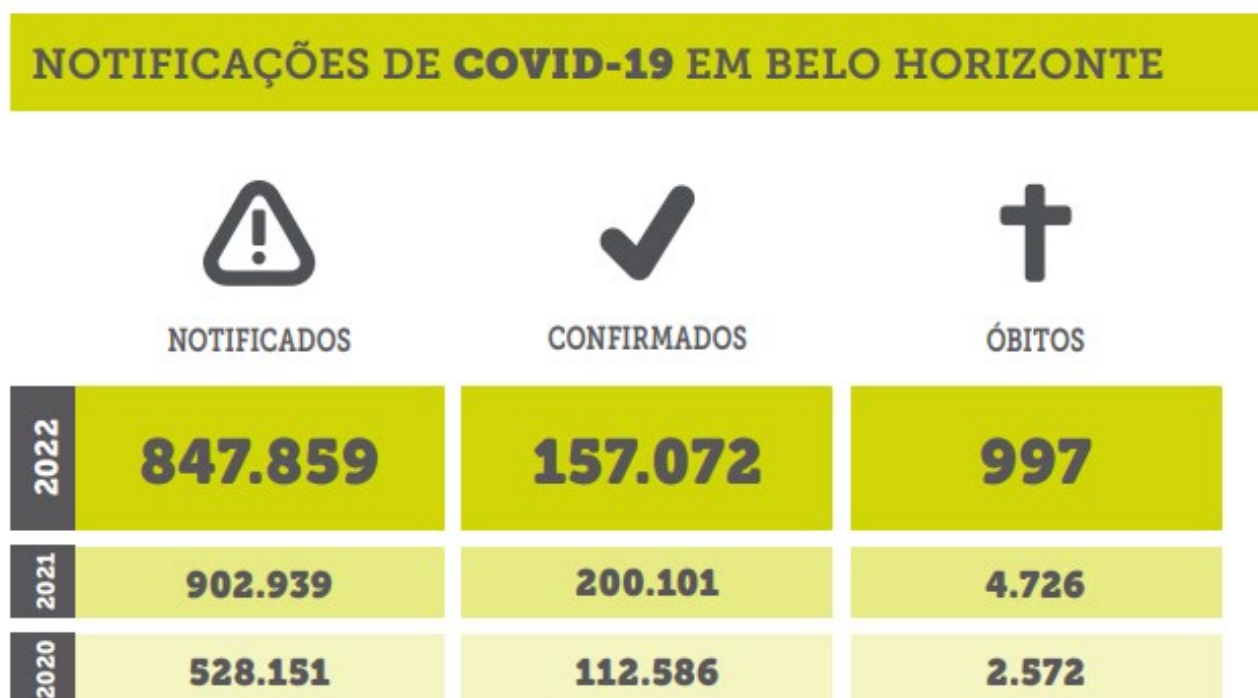 NOTIFICAÇÕES DE COVID-19 EM BELO HORIZONTE
NOTIFICADOS CONFIRMADOS ÓBITOS
2022 847.859 157.072 997
2021 902.939 200.101 4.726
2020 528.151 112.586 2.572